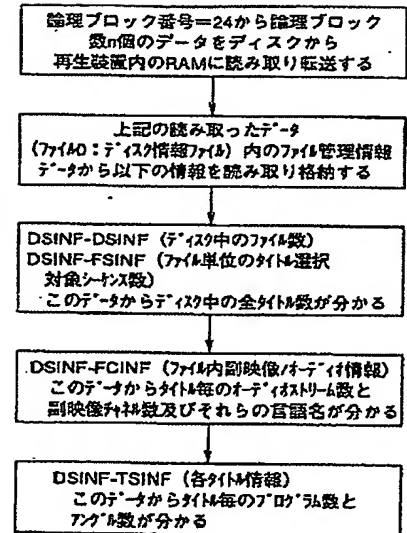 論理ブロック番号=24から論理ブロック
数n個のデータをディスクから
再生装置内のRAMに読み取り転送する
上記の読み取ったデータ
(ファイル0:ディスク情報ファイル) 内のファイル管理情報
データから以下の情報を読み取り格納する
DSINF-DSINF (ディスク中のファイル数)
DSINF-FSINF (ファイル単位のタイトル選択
対象シーケンス数)
このデータからディスク中の全タイトル数が分かる
DSINF-FCINF (ファイル内副映像/オーディオ情報)
このデータからタイトル毎のオーディオストリーム数と
副映像チャネル数及びそれらの言語名が分かる
DSINF-TSINF (各タイトル情報)
このデータからタイトル毎のプログラム数と
アングル数が分かる